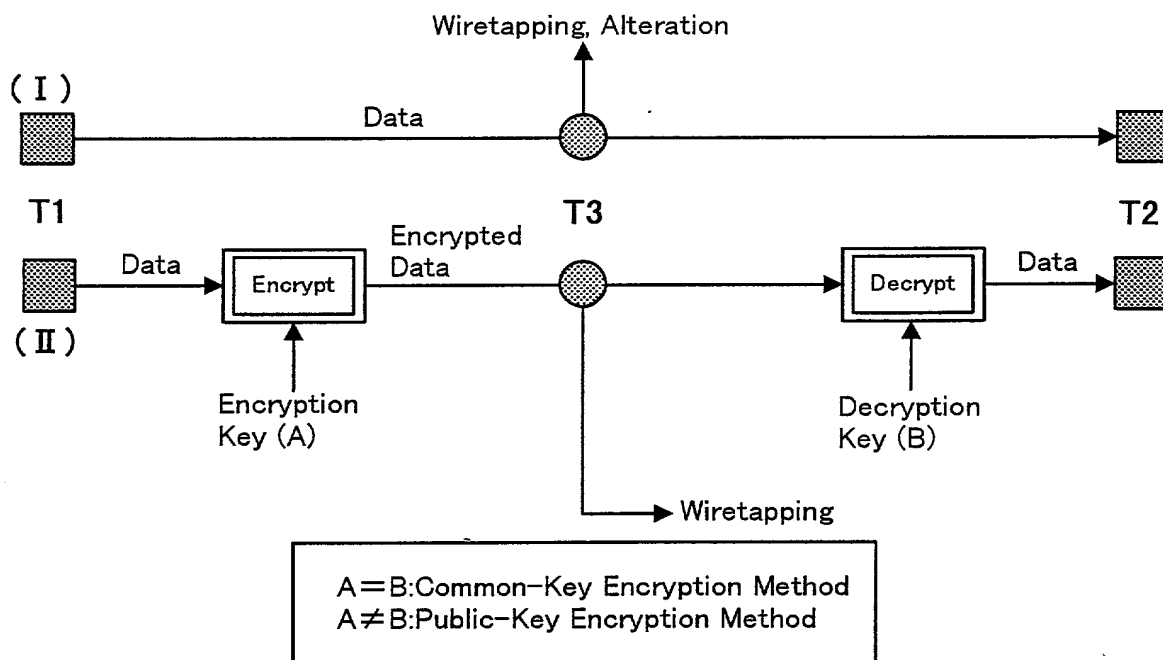 Wiretapping, Alteration
(I)
Data
T1
T3
T2
Data
Encrypt
Encrypted
Data
Decrypt
Data
(II)
Encryption
Key (A)
Decryption
Key (B)
Wiretapping
A=B:Common-Key Encryption Method
A≠B:Public-Key Encryption Method